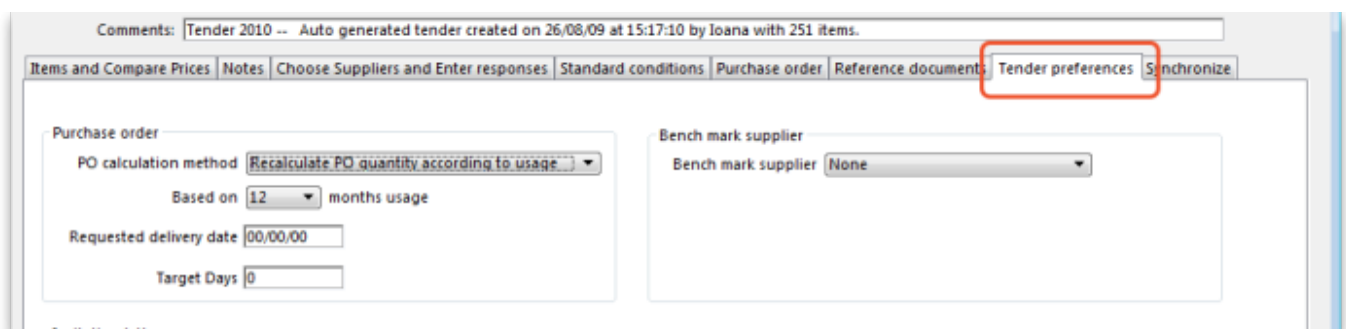 Comments: Tender 2010 -- Auto generated tender created on 26/08/09 at 15:17:10 by Ioana with 251 items.
Items and Compare Prices Notes Choose Suppliers and Enter responses Standard conditions Purchase order Reference documents Tender preferences Synchronize
Purchase order
PO calculation method Recalculate PO quantity according to usage
Based on 12 months usage
Requested delivery date 00/00/00
Target Days 0
Bench mark supplier
Bench mark supplier None